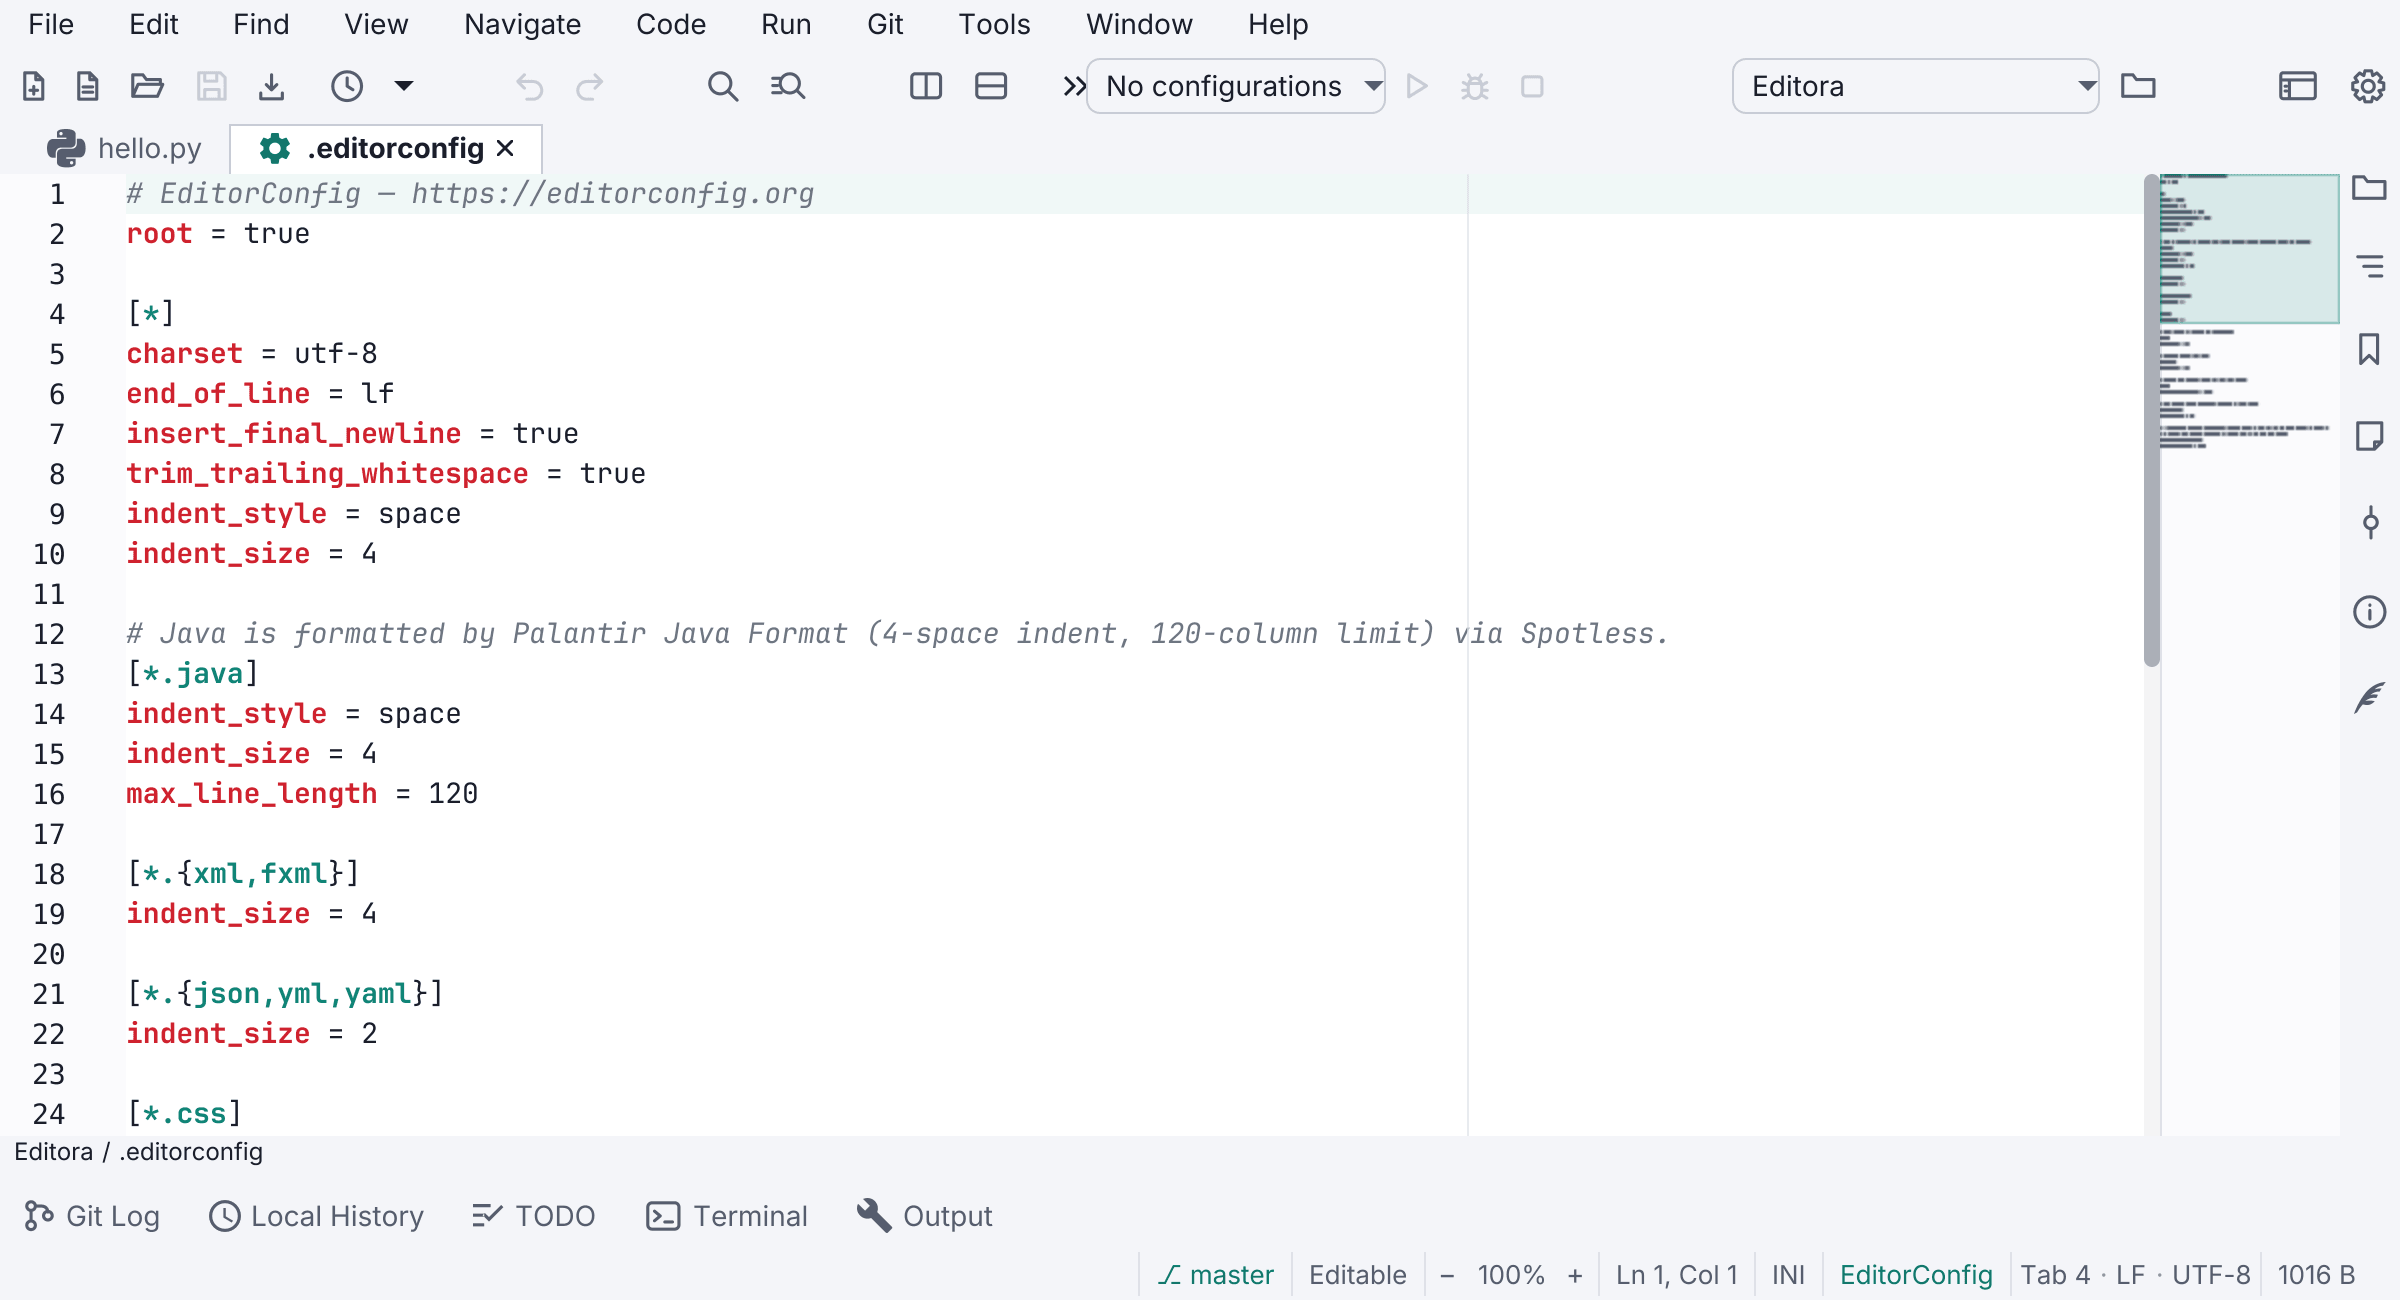 File Edit Find View Navigate Code Run Git Tools Window Help
No configurations Editora
hello.py .editorconfig
1 # EditorConfig — https://editorconfig.org
2 root = true
3
4 [*]
5 charset = utf-8
6 end_of_line = lf
7 insert_final_newline = true
8 trim_trailing_whitespace = true
9 indent_style = space
10 indent_size = 4
11
12 # Java is formatted by Palantir Java Format (4-space indent, 120-column limit) via Spotless.
13 [*.java]
14 indent_style = space
15 indent_size = 4
16 max_line_length = 120
17
18 [*.{xml,fxml}]
19 indent_size = 4
20
21 [*.{json,yml,yaml}]
22 indent_size = 2
23
24 [*.css]
Editora / .editorconfig
Git Log Local History TODO Terminal Output
master Editable − 100% + Ln 1, Col 1 INI EditorConfig Tab 4 · LF · UTF-8 1016 B